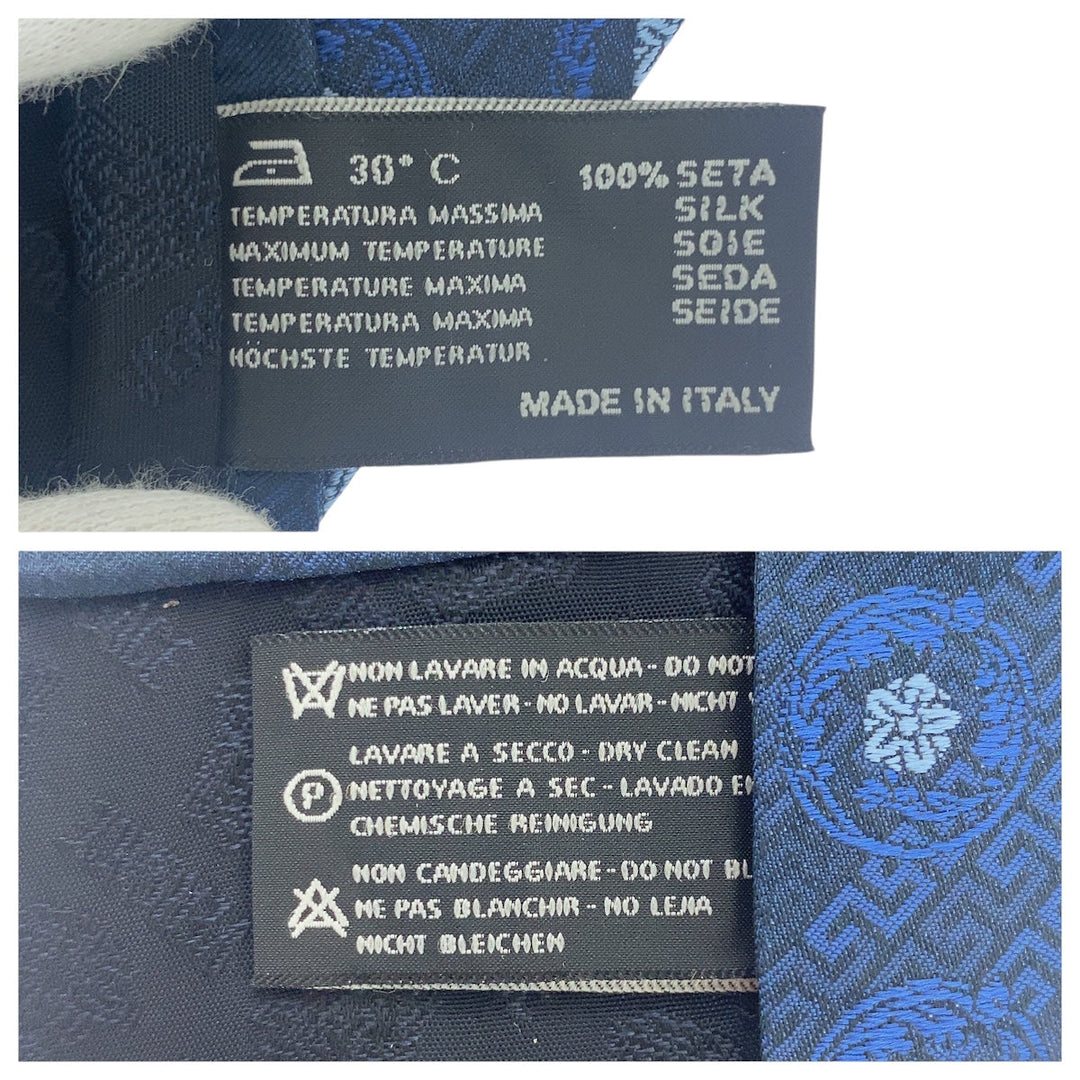 30° C
TEMPERATURA MASSIMA
MAXIMUM TEMPERATURE
TEMPERATURE MAXIMA
TEMPERATURA MAXIMA
HÖCHSTE TEMPERATUR
100% SETA
SILK
SOIE
SEDA
SEIDE
MADE IN ITALY
NON LAVARE IN ACQUA - DO NOT
NE PAS LAVER - NO LAVAR - NICHT
LAVARE A SECCO - DRY CLEAN
P NETTOYAGE A SEC - LAVADO
CHEMISCHE REINIGUNG
NON CANDEGGIARE - DO NOT
NE PAS BLANCHIR - NO LEJIA
NICHT BLEICHEN